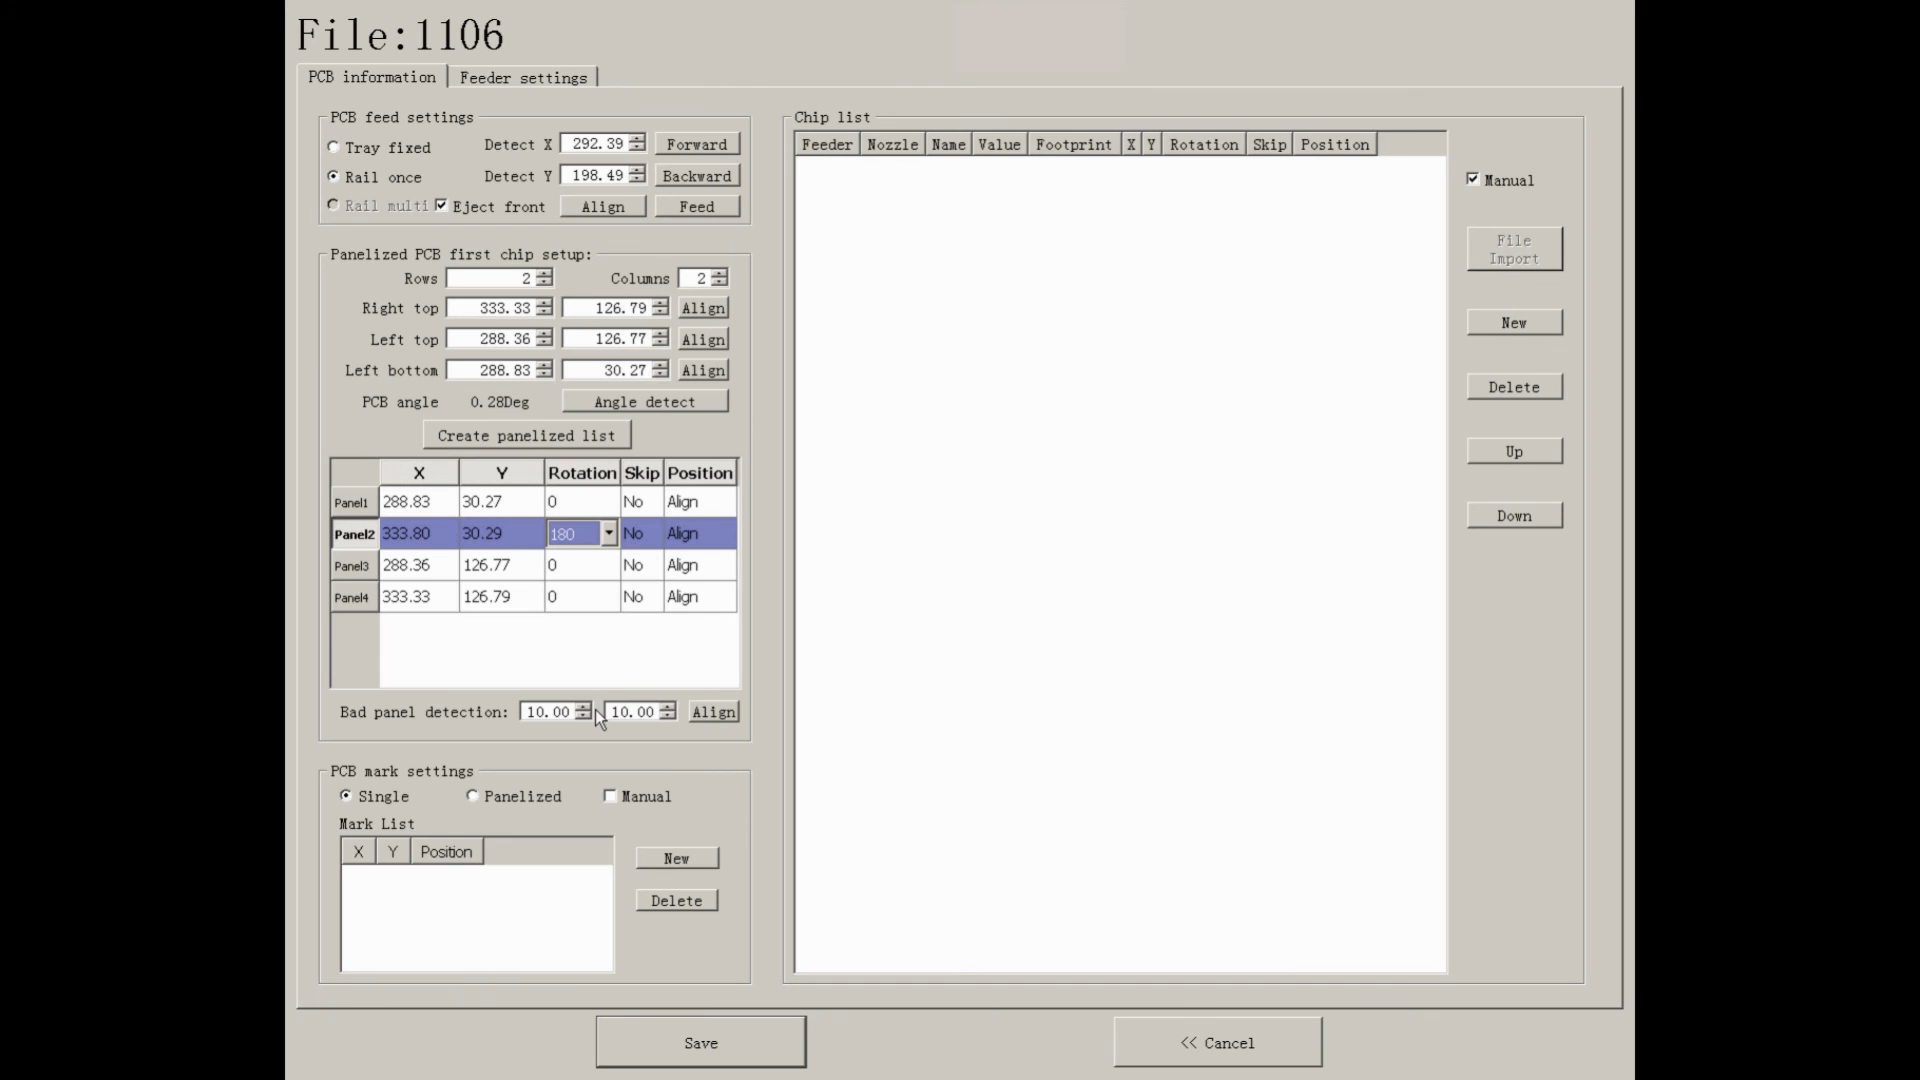 File:1106
PCB information
Feeder settings
PCB feed settings
Tray fixed
Detect X
292.39
Forward
Rail once
Detect Y
198.49
Backward
Rail multi
Eject front
Align
Feed
Panelized PCB first chip setup:
Rows
2
Columns
2
Right top
333.33
126.79
Align
Left top
288.36
126.77
Align
Left bottom
288.83
30.27
Align
PCB angle
0.28Deg
Angle detect
Create panelized list
X Y Rotation Skip Position
Panel1 288.83 30.27 0 No Align
Panel2 333.80 30.29 180 No Align
Panel3 288.36 126.77 0 No Align
Panel4 333.33 126.79 0 No Align
Bad panel detection:
10.00
10.00
Align
PCB mark settings
Single
Panelized
Manual
Mark List
X Y Position
New
Delete
Chip list
Feeder Nozzle Name Value Footprint X Y Rotation Skip Position
Manual
File
Import
New
Delete
Up
Down
Save
<< Cancel